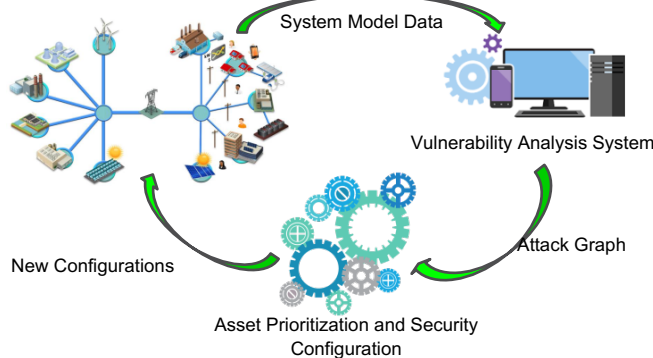 System Model Data
Vulnerability Analysis System
Attack Graph
New Configurations
Asset Prioritization and Security
Configuration